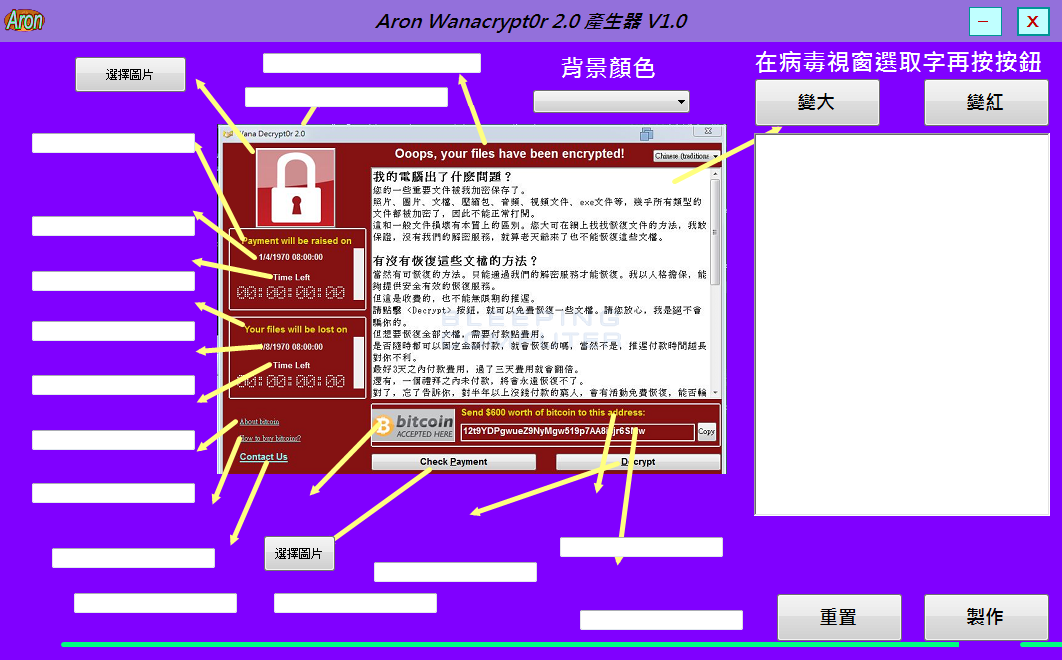 Aron
Aron Wanacrypt0r 2.0 產生器 V1.0
選擇圖片
背景顏色
在病毒視窗選取字再按按鈕
變大
變紅
Wana Decrypt0r 2.0
Ooops, your files have been encrypted!
Chinese (traditiona
我的電腦出了什麼問題？
您的一些重要文件被我加密保存了。
照片、圖片、文檔、壓縮包、音頻、視頻文件、exe文件等，幾乎所有類型的
文件都被加密了，因此不能正常打開。
這和一般文件損壞有本質上的區別。您大可在網上找找恢復文件的方法，我敢
保證，沒有我們的解密服務，就算老天爺來了也不能恢復這些文檔。
有沒有恢復這些文檔的方法？
當然有可恢復的方法。只能通過我們的解密服務才能恢復。我以人格擔保，能
夠提供安全有效的恢復服務。
但這是收費的，也不能無限期的推遲。
請點擊 <Decrypt> 按鈕，就可以免費恢復一些文檔。請您放心，我是絕不會
騙你的。
但想要恢復全部文檔，需要付款點費用。
是否隨時都可以固定金額付款，就會恢復的嗎，當然不是，推遲付款時間越長
對你不利。
最好3天之內付款費用，過了三天費用就會翻倍。
還有，一個禮拜之內未付款，將會永遠恢復不了。
對了，忘了告訴你，對半年以上沒錢付款的窮人，會有活動免費恢復，能否輪
BLEEPING
COMPUTER
Payment will be raised on
1/4/1970 08:00:00
Time Left
00:00:00:00
Your files will be lost on
1/8/1970 08:00:00
Time Left
00:00:00:00
About bitcoin
How to buy bitcoins?
Contact Us
bitcoin
ACCEPTED HERE
Send $600 worth of bitcoin to this address:
Copy
Check Payment
Decrypt
選擇圖片
重置
製作